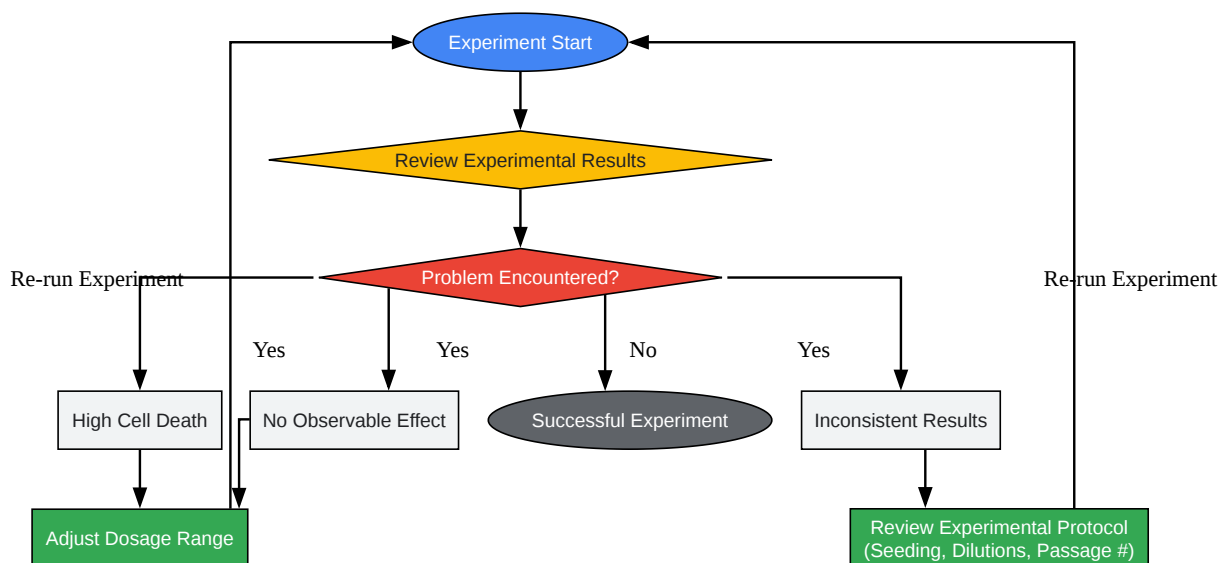 Experiment Start
Review Experimental Results
Problem Encountered?
Re-run Experiment
Re-run Experiment
Yes
Yes
No
Yes
High Cell Death
No Observable Effect
Successful Experiment
Inconsistent Results
Adjust Dosage Range
Review Experimental Protocol
(Seeding, Dilutions, Passage #)